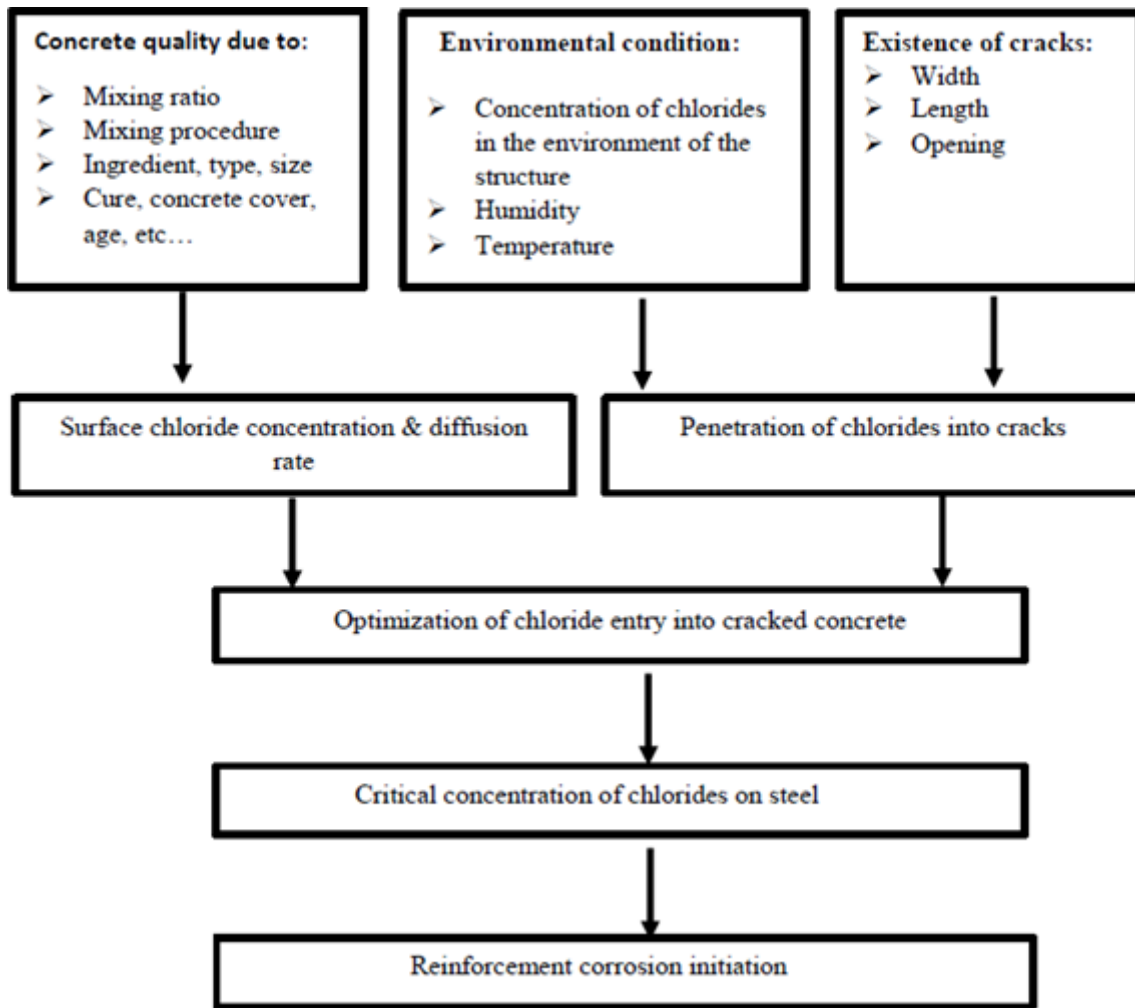 Concrete quality due to:
➢ Mixing ratio
➢ Mixing procedure
➢ Ingredient, type, size
➢ Cure, concrete cover,
age, etc…
Environmental condition:
➢ Concentration of chlorides
in the environment of the
structure
➢ Humidity
➢ Temperature
Existence of cracks:
➢ Width
➢ Length
➢ Opening
Surface chloride concentration & diffusion
rate
Penetration of chlorides into cracks
Optimization of chloride entry into cracked concrete
Critical concentration of chlorides on steel
Reinforcement corrosion initiation